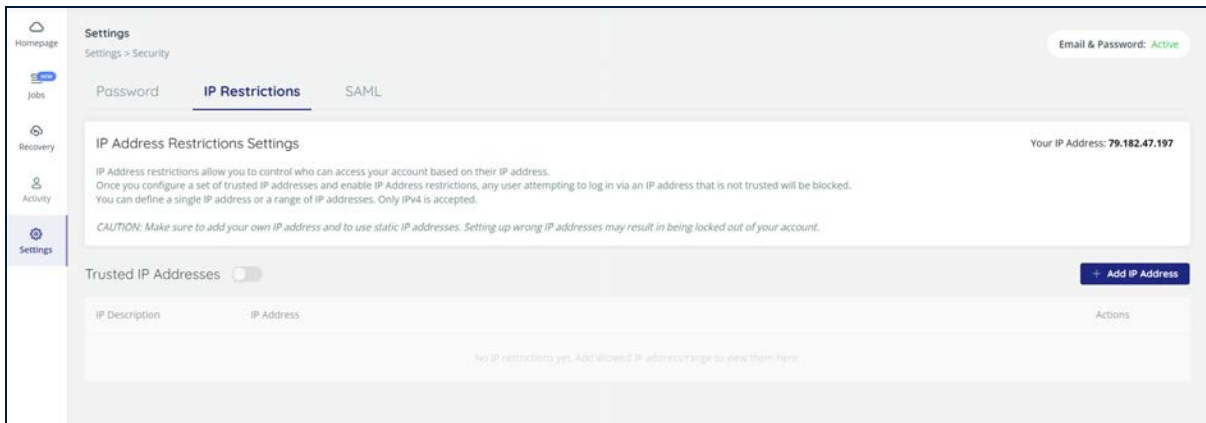 Homepage
new
Jobs
Recovery
Activity
Settings
Settings
Settings > Security
Email & Password: Active
Password IP Restrictions SAML
IP Address Restrictions Settings
Your IP Address: 79.182.47.197
IP Address restrictions allow you to control who can access your account based on their IP address.
Once you configure a set of trusted IP addresses and enable IP Address restrictions, any user attempting to log in via an IP address that is not trusted will be blocked.
You can define a single IP address or a range of IP addresses. Only IPv4 is accepted.
CAUTION: Make sure to add your own IP address and to use static IP addresses. Setting up wrong IP addresses may result in being locked out of your account.
Trusted IP Addresses
+ Add IP Address
IP Description IP Address Actions
No IP restrictions yet. Add allowed IP address/range to view them here